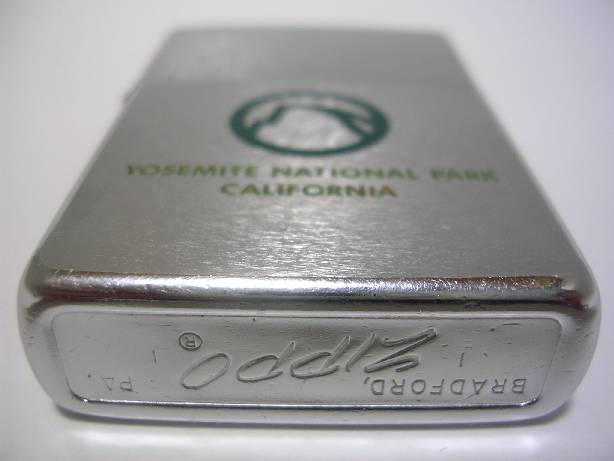 YOSEMITE NATIONAL PARK
CALIFORNIA
BRADFORD, PA.
ZIPPO ®